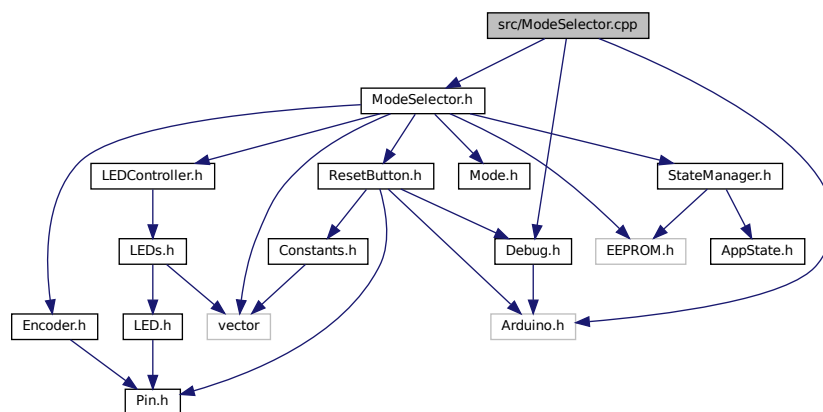 src/ModeSelector.cpp
ModeSelector.h
LEDController.h
ResetButton.h
Mode.h
StateManager.h
LEDs.h
Constants.h
Debug.h
EEPROM.h
AppState.h
Encoder.h
LED.h
vector
Arduino.h
Pin.h